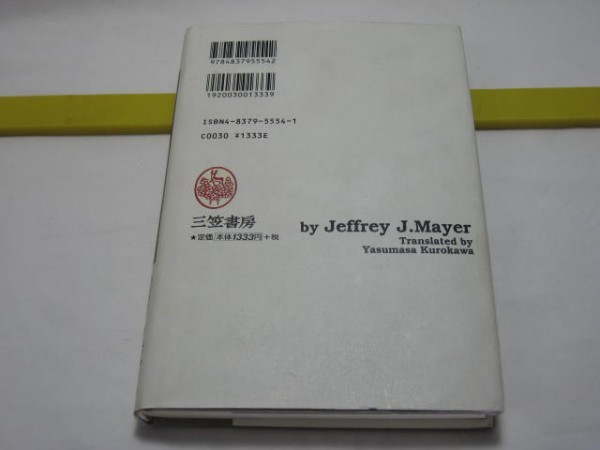 9784837955542
1920030013339
ISBN4-8379-5554-1
C0030 ¥1333E
三笠書房
★定価/本体1333円+税
by Jeffrey J.Mayer
Translated by
Yasumasa Kurokawa